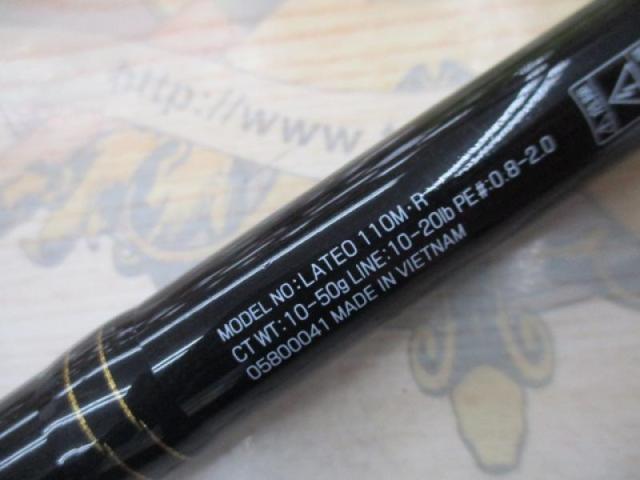 http://www.
MODEL NO:LATEO 110M·R
CT WT:10-50g LINE:10-20lb PE#:0.8-2.0
05800041 MADE IN VIETNAM